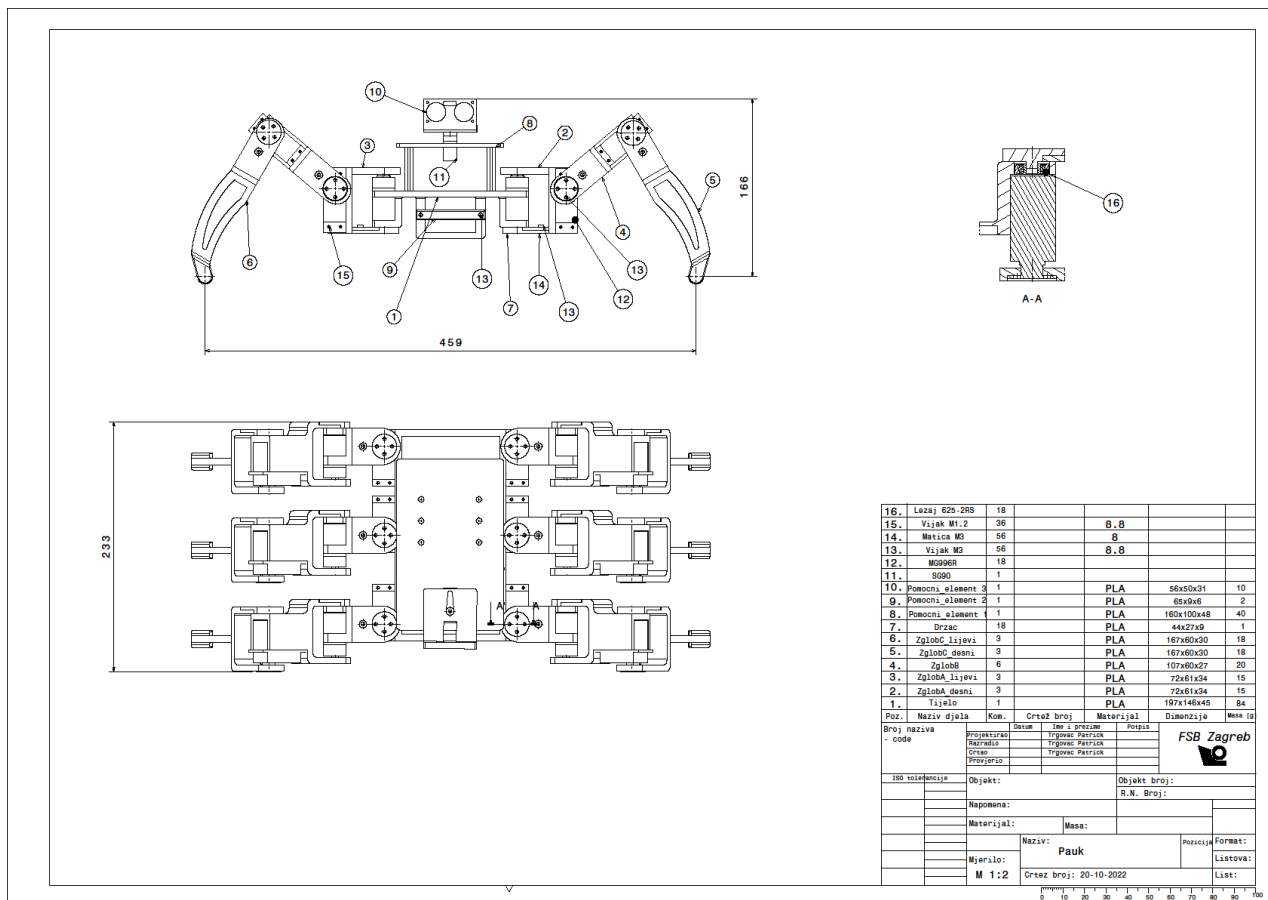 10
8
2
3
5
11
166
16
4
6
15
9
13
13
14
12
7
13
1
A-A
459
233
A A
16. Lezaj 625-2RS 18
15. Vijak M1.2 36 8.8
14. Matica M3 56 8
13. Vijak M3 56 8.8
12. MG996R 18
11. SG90 1
10. Pomocni_element 3 1 PLA 56x50x31 10
9. Pomocni_element 2 1 PLA 65x9x6 2
8. Pomocni_element 1 1 PLA 160x100x48 40
7. Drzac 18 PLA 44x27x9 1
6. ZglobC_lijevi 3 PLA 167x60x30 18
5. ZglobC_desni 3 PLA 167x60x30 18
4. ZglobB 6 PLA 107x60x27 20
3. ZglobA_lijevi 3 PLA 72x61x34 15
2. ZglobA_desni 3 PLA 72x61x34 15
1. Tijelo 1 PLA 197x146x45 84
Poz. Naziv djela Kom. Crtež broj Materijal Dimenzije Masa [g]
Broj naziva
- code
Datum Ime i prezime Potpis
Projektirao Trgovac Patrick
Razradio Trgovac Patrick
Crtao Trgovac Patrick
Provjerio
FSB Zagreb
ISO tolerancije
Objekt: Objekt broj:
R.N. Broj:
Napomena:
Materijal: Masa:
Naziv: Pozicija Format:
Pauk
Listova:
Mjerilo:
M 1:2
Crtez broj: 20-10-2022 List:
0 10 20 30 40 50 60 70 80 90 100